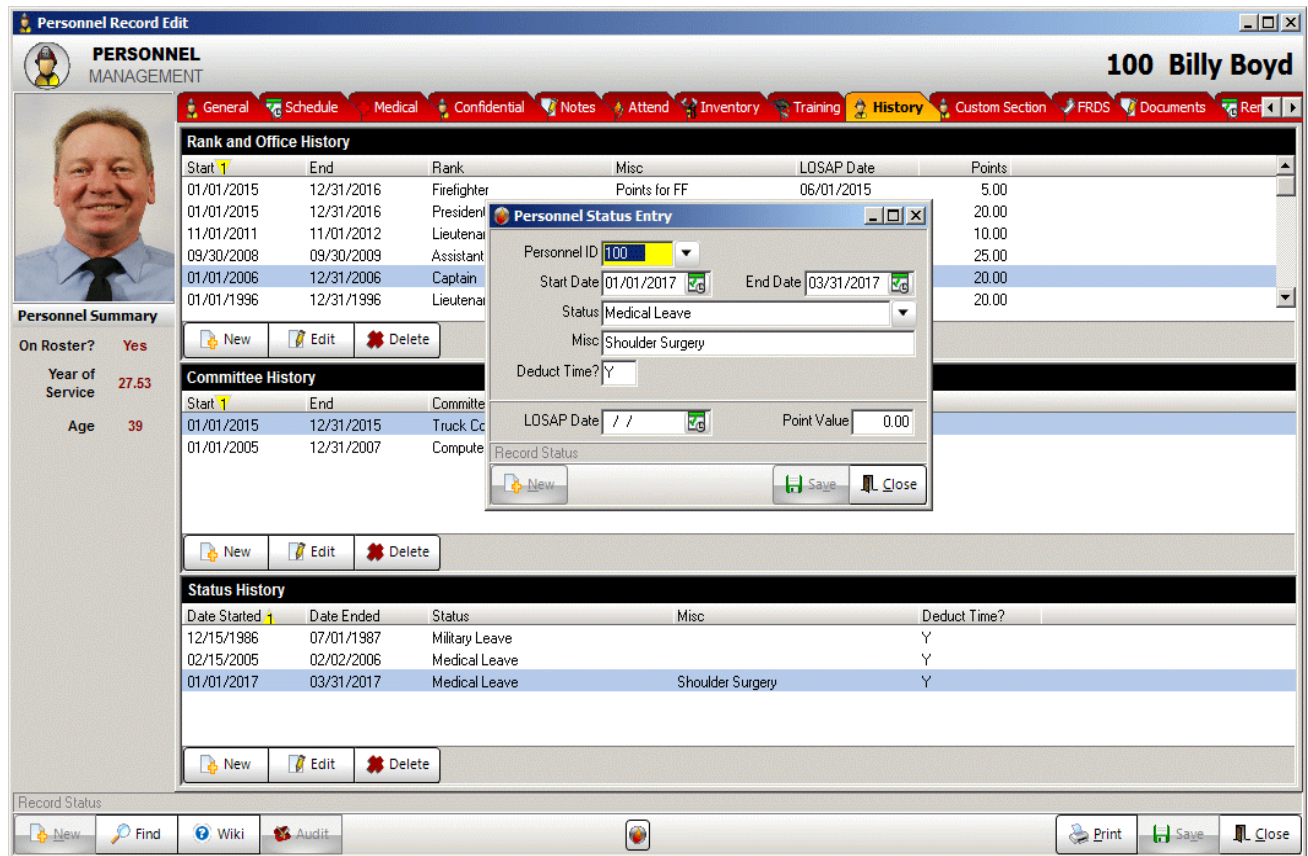 Personnel Record Edit
PERSONNEL
MANAGEMENT
100 Billy Boyd
General Schedule Medical Confidential Notes Attend Inventory Training History Custom Section FRDS Documents
Rank and Office History
Start 1 End Rank Misc LOSAP Date Points
01/01/2015 12/31/2016 Firefighter Points for FF 06/01/2015 5.00
01/01/2015 12/31/2016 President 20.00
11/01/2011 11/01/2012 10.00
09/30/2008 09/30/2009 Assistant 25.00
01/01/2006 12/31/2006 Captain 20.00
01/01/1996 12/31/1996 20.00
New Edit Delete
Personnel Status Entry
Personnel ID 100
Start Date 01/01/2017 End Date 03/31/2017
Status Medical Leave
Misc Shoulder Surgery
Deduct Time? Y
LOSAP Date / / Point Value 0.00
Record Status
New Save Close
Personnel Summary
On Roster? Yes
Year of
Service 27.53
Age 39
Committee History
Start 1 End
01/01/2015 12/31/2015 Truck
01/01/2005 12/31/2007
New Edit Delete
Status History
Date Started 1 Date Ended Status Misc Deduct Time?
12/15/1986 07/01/1987 Military Leave Y
02/15/2005 02/02/2006 Medical Leave Y
01/01/2017 03/31/2017 Medical Leave Shoulder Surgery Y
New Edit Delete
Record Status
New Find Wiki Audit Print Save Close